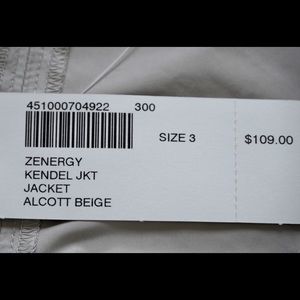 451000704922 300
SIZE 3 $109.00
ZENERGY
KENDEL JKT
JACKET
ALCOTT BEIGE